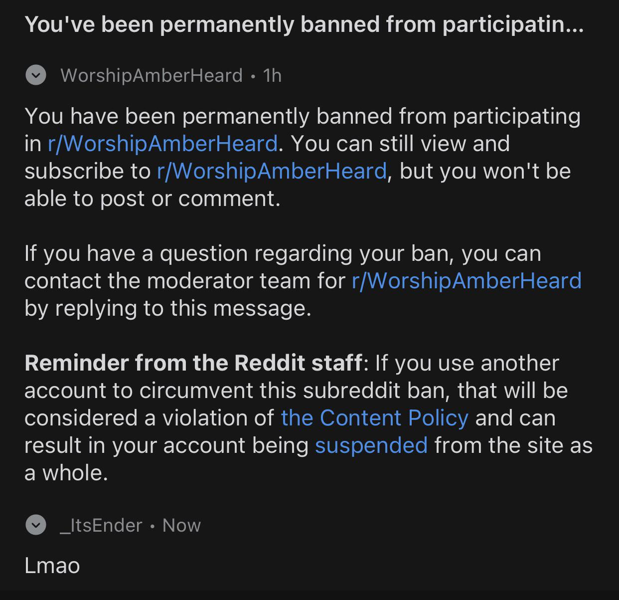 You've been permanently banned from participatin...
WorshipAmberHeard • 1h
You have been permanently banned from participating
in r/WorshipAmberHeard. You can still view and
subscribe to r/WorshipAmberHeard, but you won't be
able to post or comment.
If you have a question regarding your ban, you can
contact the moderator team for r/WorshipAmberHeard
by replying to this message.
Reminder from the Reddit staff: If you use another
account to circumvent this subreddit ban, that will be
considered a violation of the Content Policy and can
result in your account being suspended from the site as
a whole.
_ItsEnder • Now
Lmao